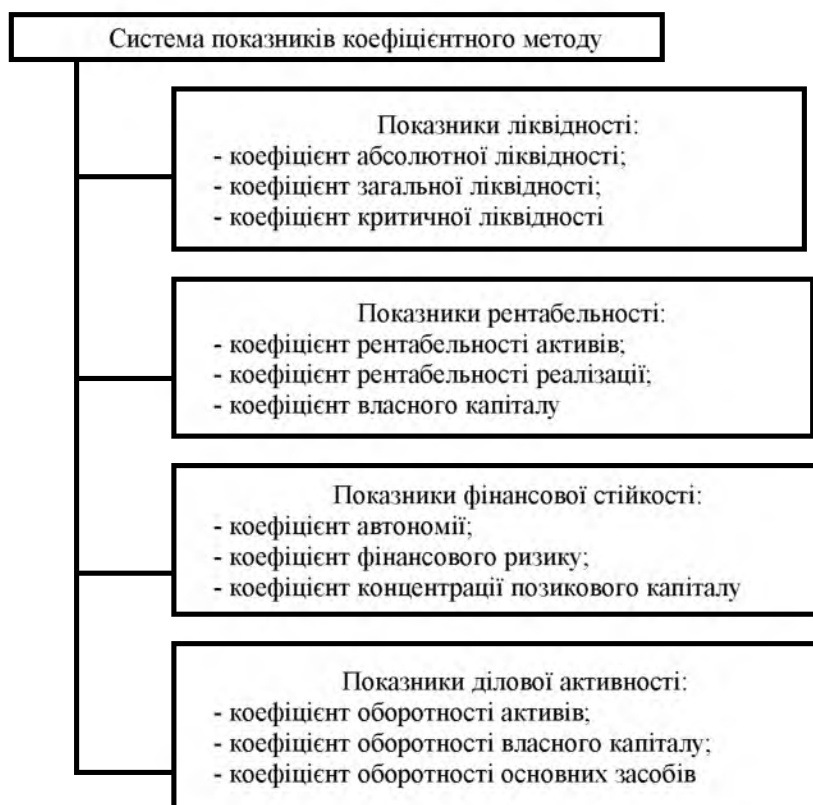 Система показників коефіцієнтного методу
Показники ліквідності:
- коефіцієнт абсолютної ліквідності;
- коефіцієнт загальної ліквідності;
- коефіцієнт критичної ліквідності
Показники рентабельності:
- коефіцієнт рентабельності активів;
- коефіцієнт рентабельності реалізації;
- коефіцієнт власного капіталу
Показники фінансової стійкості:
- коефіцієнт автономії;
- коефіцієнт фінансового ризику;
- коефіцієнт концентрації позикового капіталу
Показники ділової активності:
- коефіцієнт оборотності активів;
- коефіцієнт оборотності власного капіталу;
- коефіцієнт оборотності основних засобів